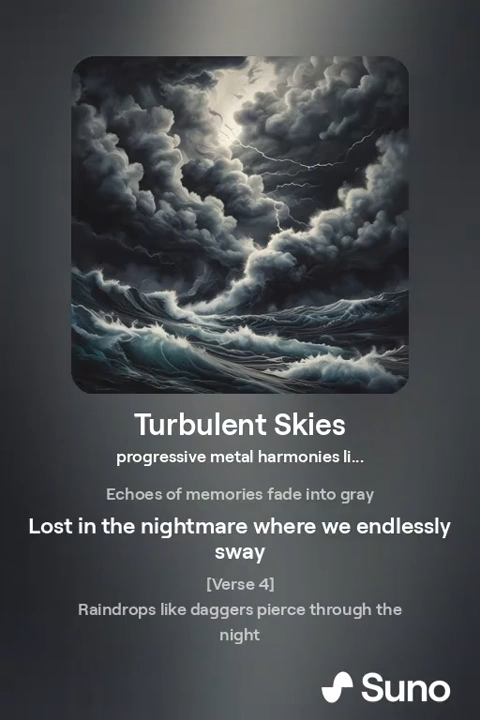 Turbulent Skies
progressive metal harmonies li...
Echoes of memories fade into gray
Lost in the nightmare where we endlessly
sway
[Verse 4]
Raindrops like daggers pierce through the
night
Suno